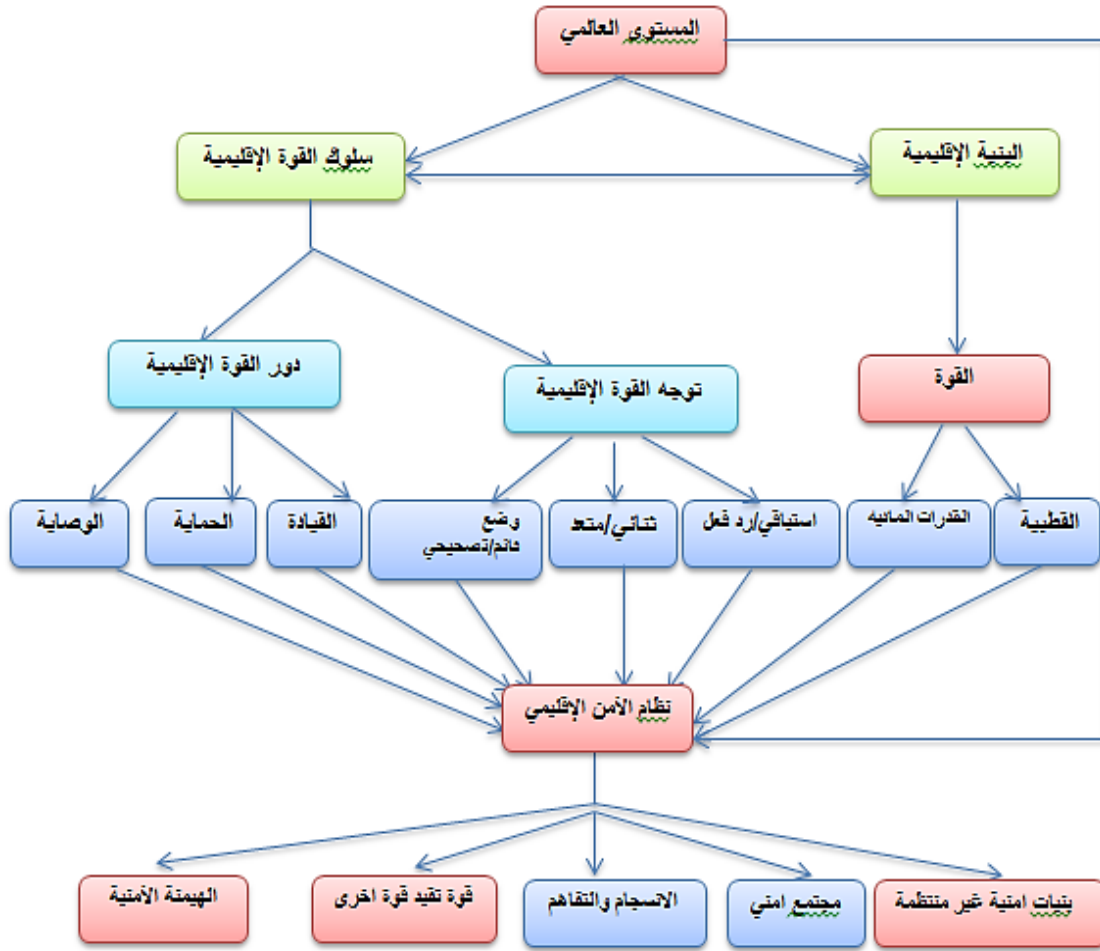 المستوى العالمي
البنية الإقليمية
سلوك القوة الإقليمية
دور القوة الإقليمية
توجه القوة الإقليمية
القوة
القطبية
القدرات المادية
استباقي/رد فعل
ثنائي/متعد
وضع
قائم/تصحيحي
القيادة
الحماية
الوصاية
نظام الأمن الإقليمي
بنيات امنية غير منتظمة
مجتمع امني
الانسجام والتفاهم
قوة تقيد قوة اخرى
الهيمنة الأمنية